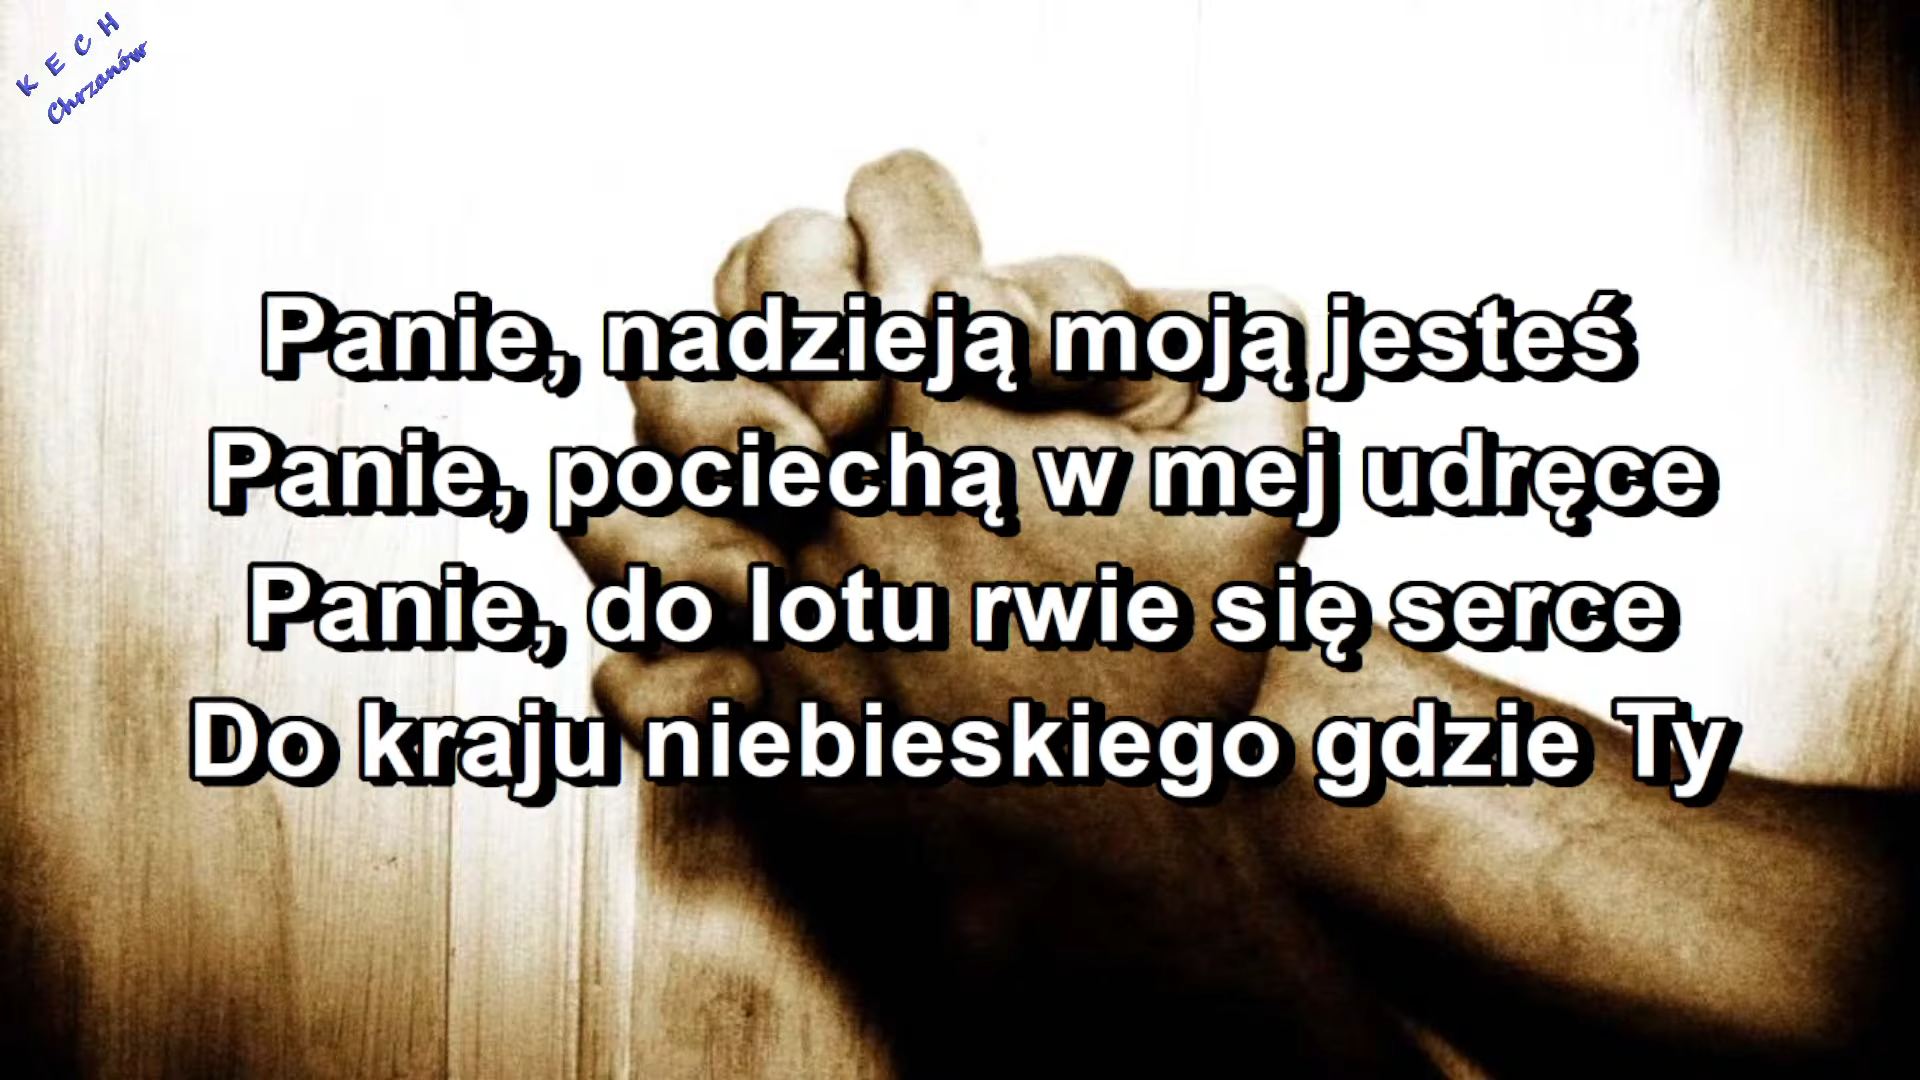 K E C H
Chrzanów
Panie, nadzieją moją jesteś
Panie, pociechą w mej udręce
Panie, do lotu rwie się serce
Do kraju niebieskiego gdzie Ty